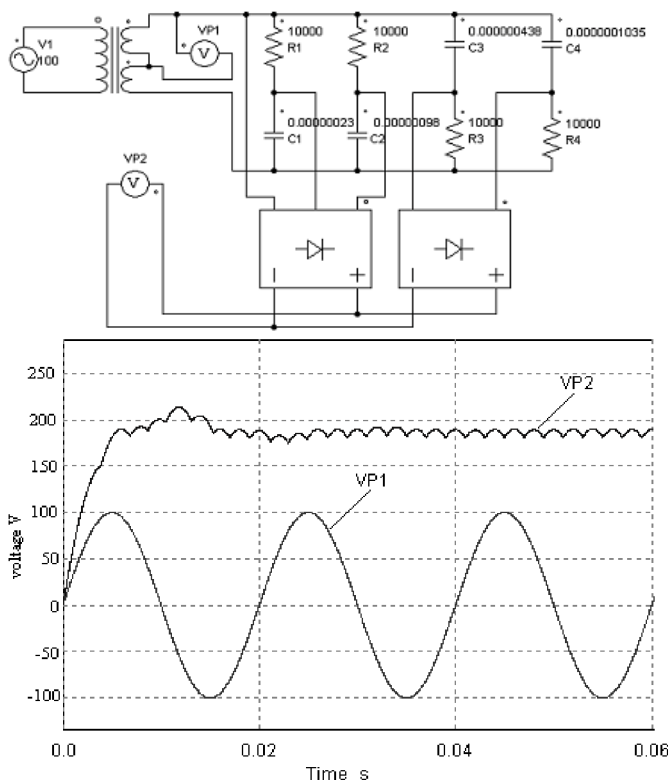 V1
100
VP1
V
10000
R1
10000
R2
C3
0.000000438
C4
0.0000001035
0.00000023
C1
0.00000098
C2
10000
R3
10000
R4
VP2
V
250
200
150
100
50
0
-50
-100
voltage V
VP2
VP1
0.0
0.02
0.04
0.06
Time s